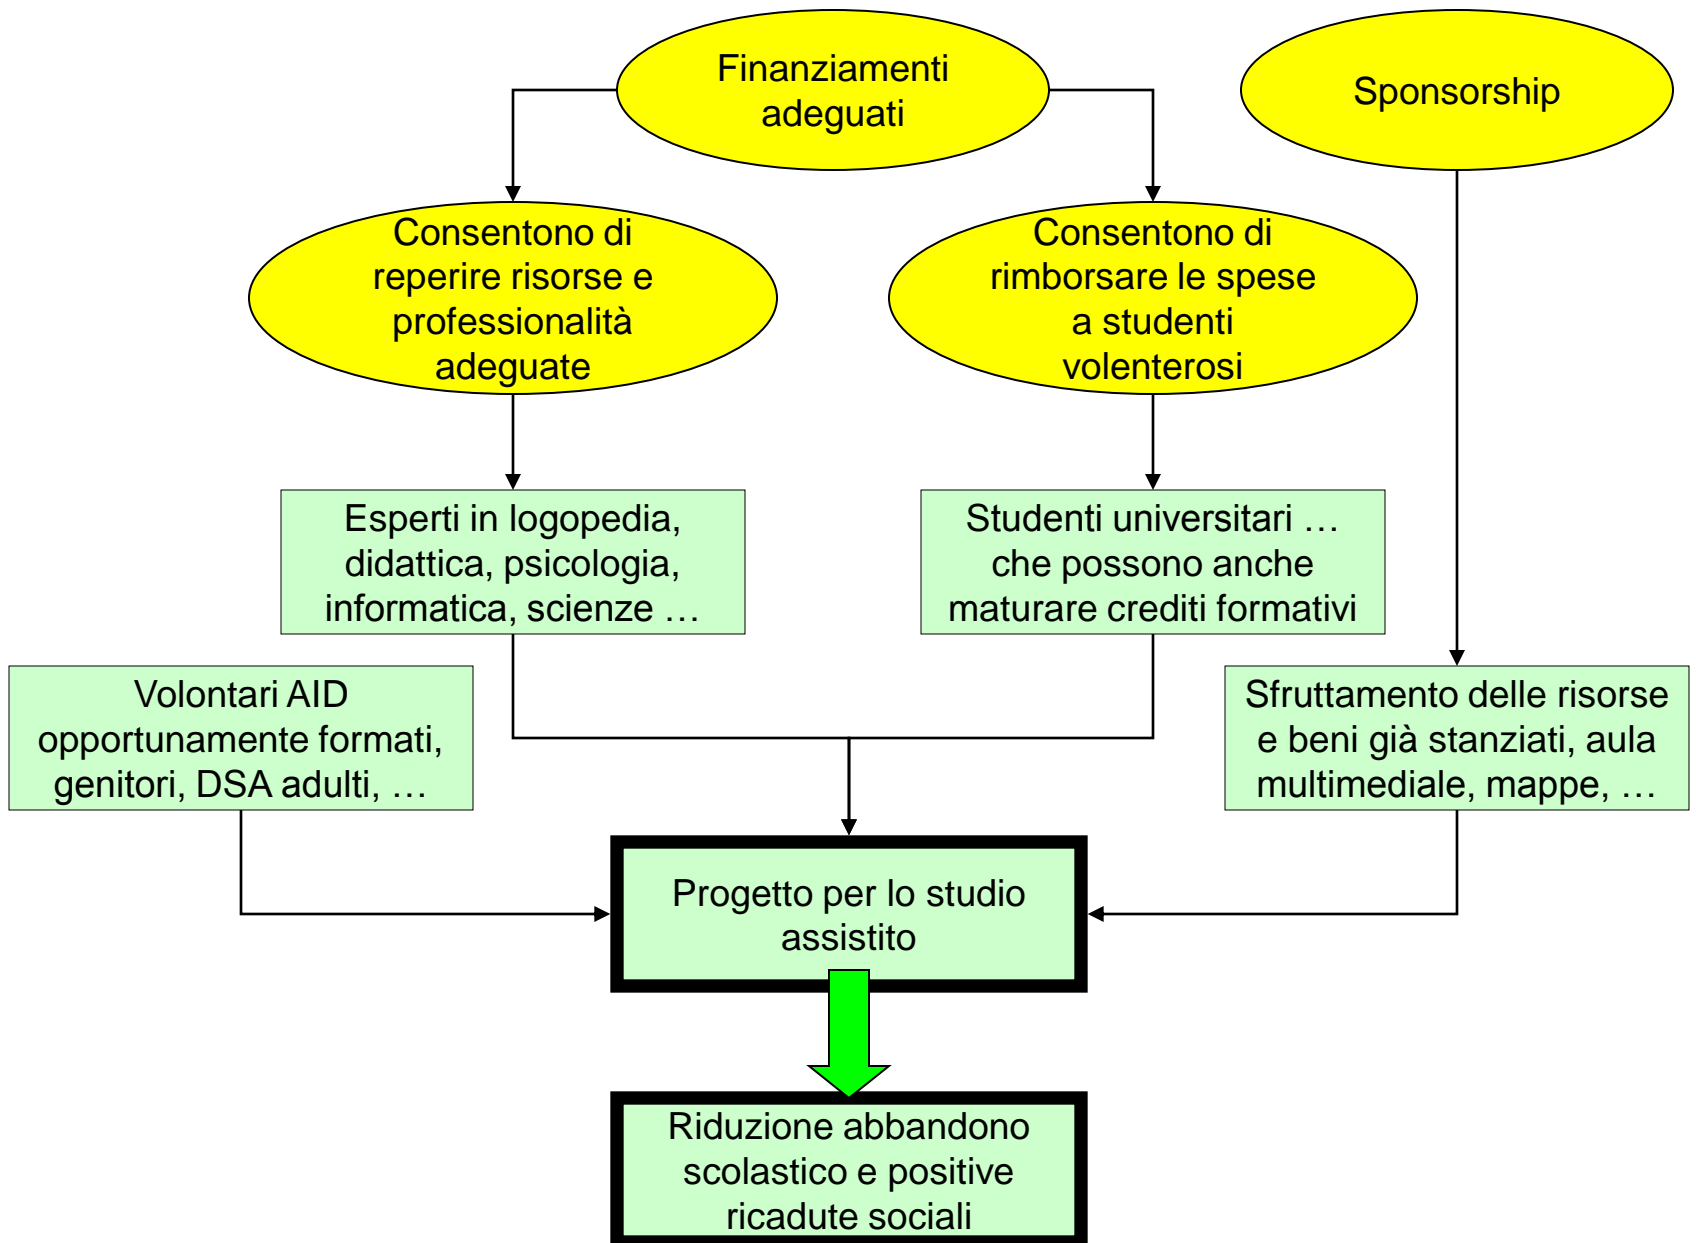 Finanziamenti
adeguati
Sponsorship
Consentono di
reperire risorse e
professionalità
adeguate
Consentono di
rimborsare le spese
a studenti
volenterosi
Esperti in logopedia,
didattica, psicologia,
informatica, scienze …
Studenti universitari …
che possono anche
maturare crediti formativi
Volontari AID
opportunamente formati,
genitori, DSA adulti, …
Sfruttamento delle risorse
e beni già stanziati, aula
multimediale, mappe, …
Progetto per lo studio
assistito
Riduzione abbandono
scolastico e positive
ricadute sociali